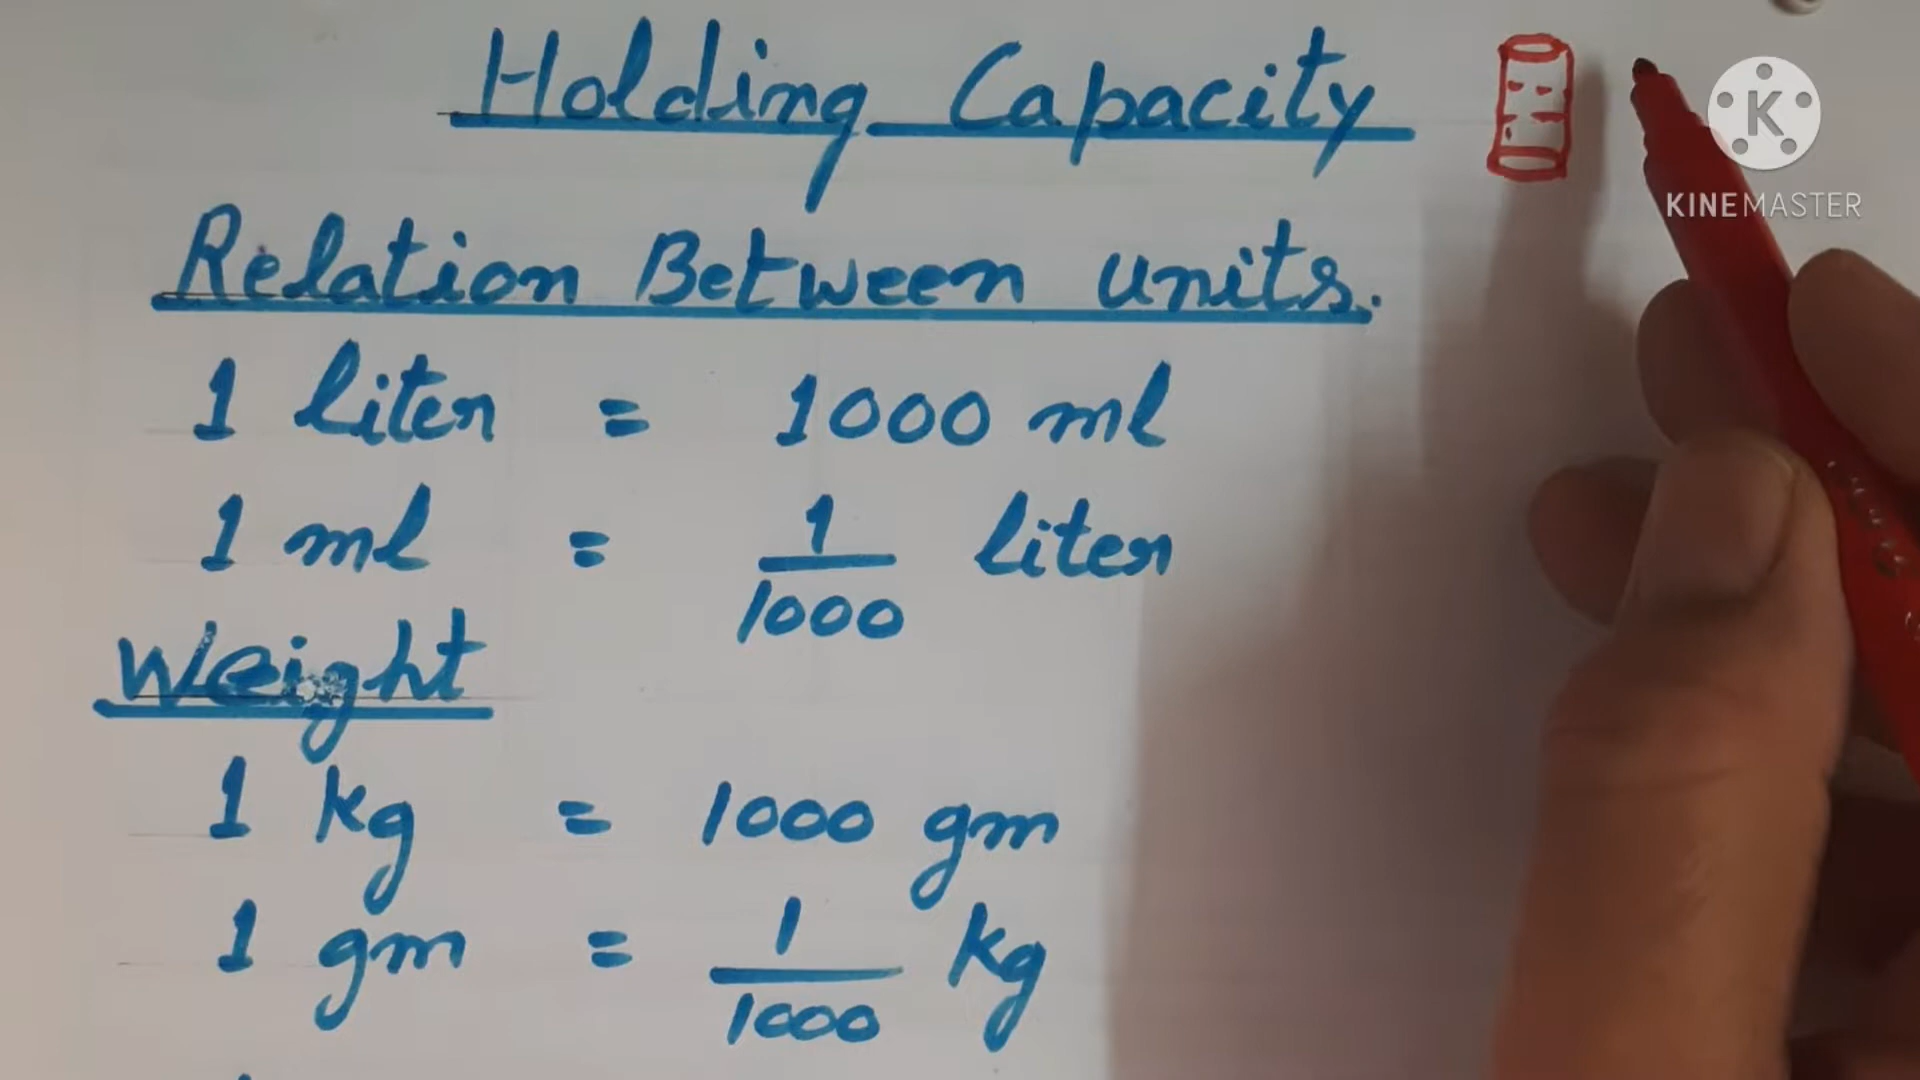 Holding Capacity
K
KINEMASTER
Relation Between units.
1 liter = 1000 ml
1 ml = 1/1000 liter
Weight
1 kg = 1000 gm
1 gm = 1/1000 kg